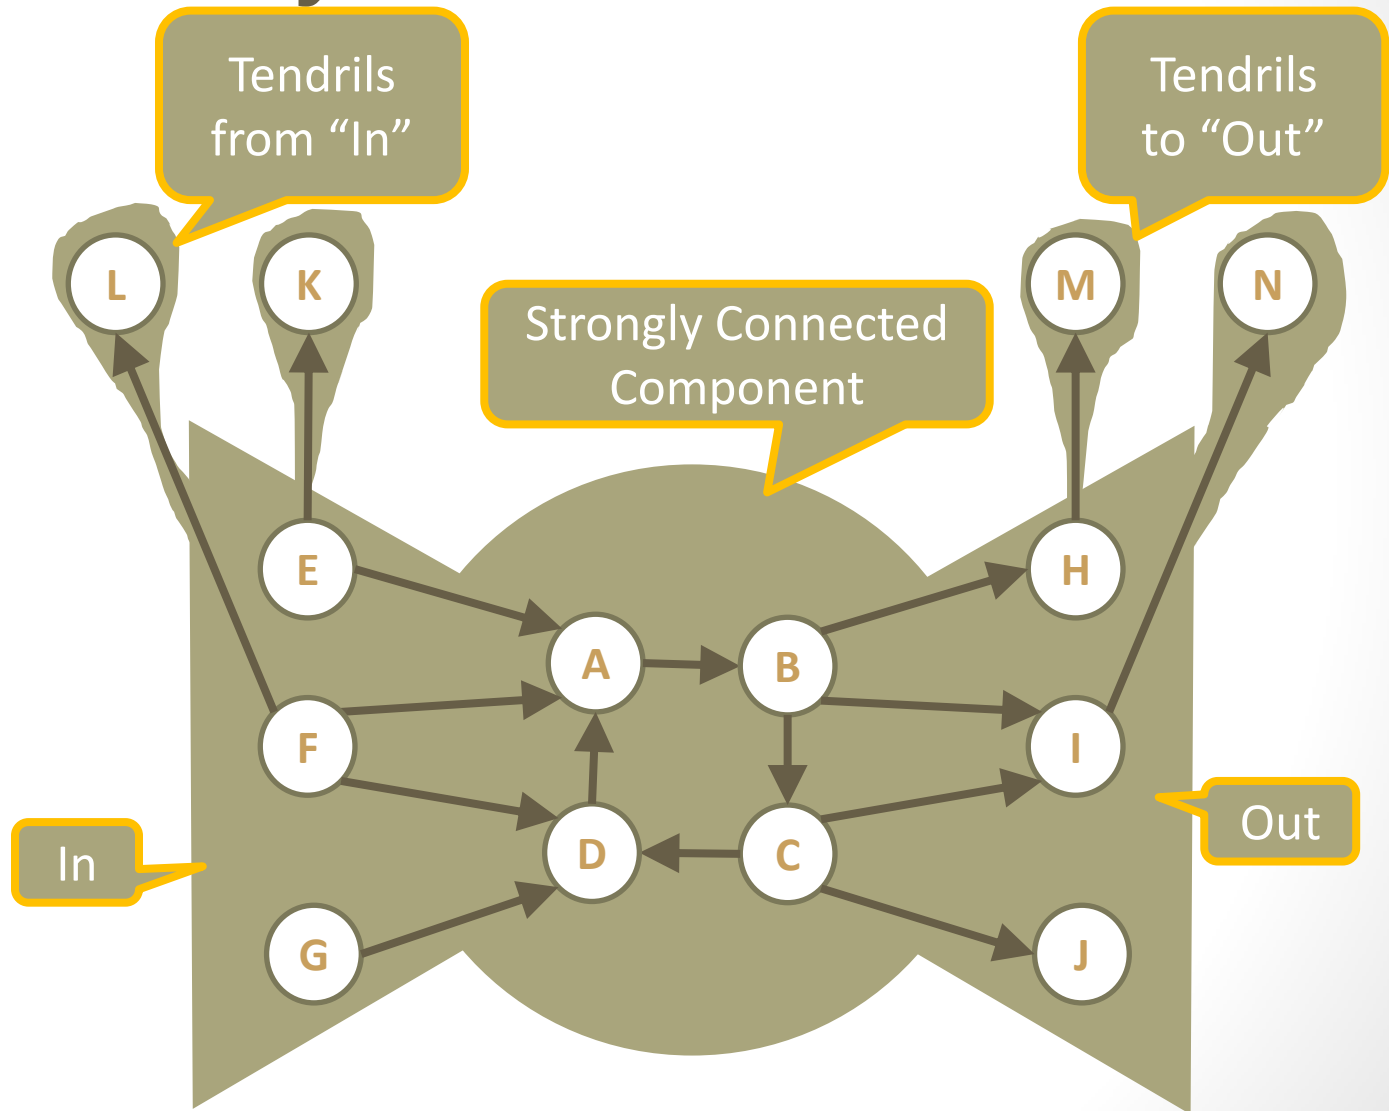 Tendrils
from “In”
Tendrils
to “Out”
L
K
M
N
Strongly Connected
Component
E
H
A
B
F
I
In
D
C
Out
G
J